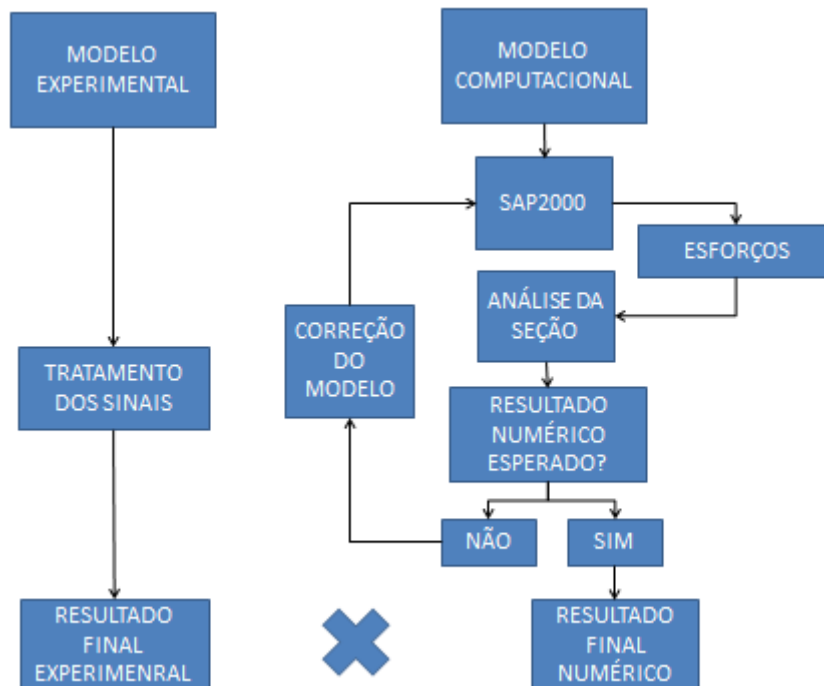 MODELO
EXPERIMENTAL
TRATAMENTO
DOS SINAIS
RESULTADO
FINAL
EXPERIMENRAL
MODELO
COMPUTACIONAL
SAP2000
ESFORÇOS
ANÁLISE DA
SEÇÃO
CORREÇÃO
DO
MODELO
RESULTADO
NUMÉRICO
ESPERADO?
NÃO
SIM
RESULTADO
FINAL
NUMÉRICO